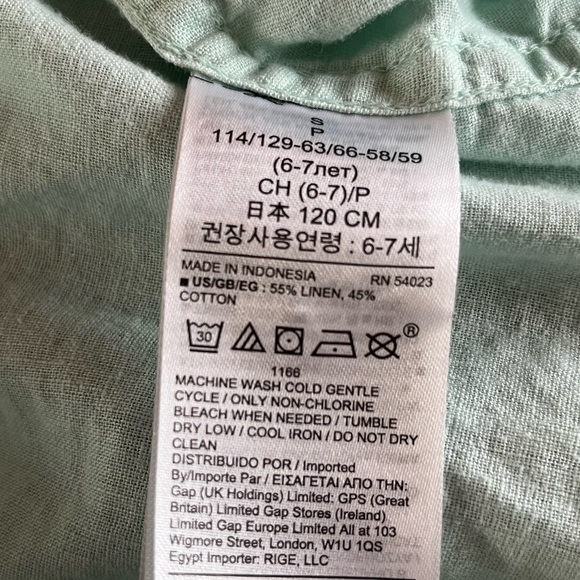 S
P
114/129-63/66-58/59
(6-7лет)
CH (6-7)/P
日本 120 CM
권장사용연령 : 6-7세
MADE IN INDONESIA RN 54023
■ US/GB/EG : 55% LINEN, 45%
COTTON
30 ®
1166
MACHINE WASH COLD GENTLE
CYCLE / ONLY NON-CHLORINE
BLEACH WHEN NEEDED / TUMBLE
DRY LOW / COOL IRON / DO NOT DRY
CLEAN
DISTRIBUIDO POR / Imported
By/Importe Par / ΕΙΣΑΓΕΤΑΙ ΑΠΟ ΤΗΝ:
Gap (UK Holdings) Limited: GPS (Great
Britain) Limited Gap Stores (Ireland)
Limited Gap Europe Limited All at 103
Wigmore Street, London, W1U 1QS
Egypt Importer: RIGE, LLC